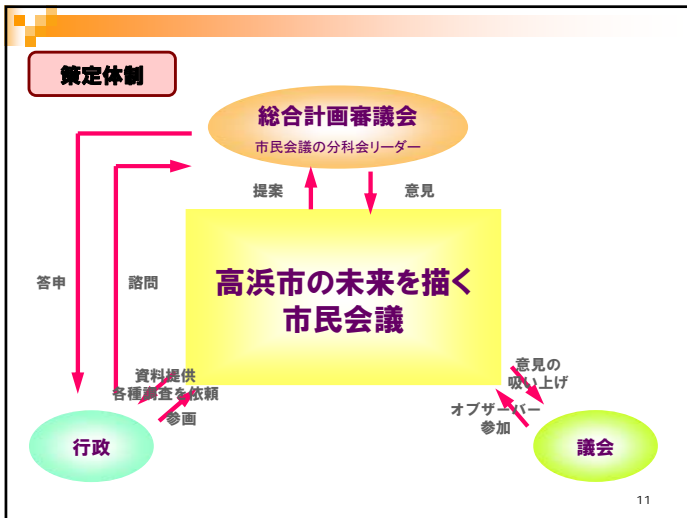 策定体制
総合計画審議会
市民会議の分科会リーダー
提案
意見
答申
諮問
高浜市の未来を描く
市民会議
資料提供
各種調査を依頼
参画
意見の
吸い上げ
オブザーバー
参加
行政
議会
11